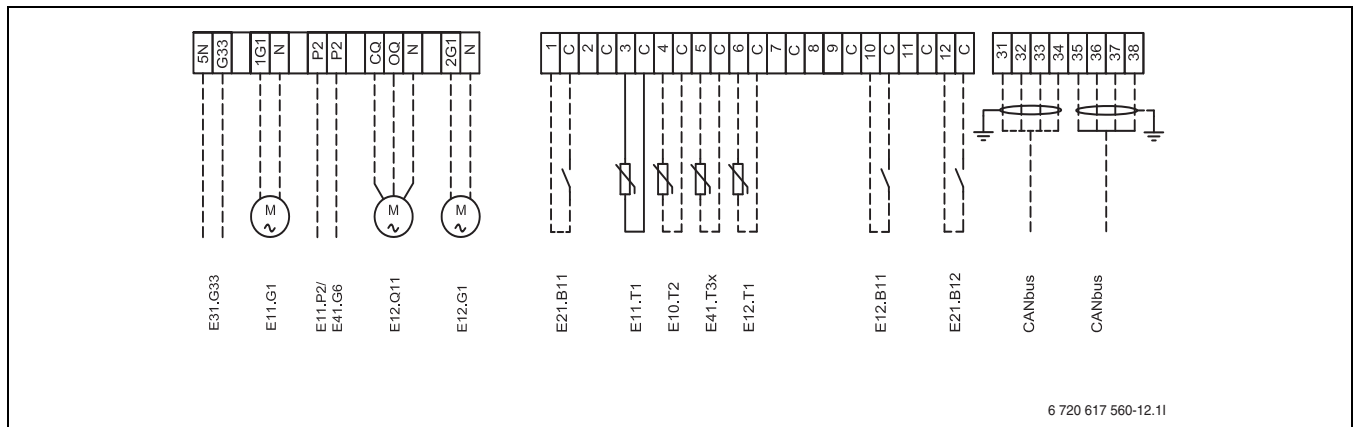 5N G33 1G1 N P2 P2 CQ OQ N 2G1 N
1 C 2 C 3 C 4 C 5 C 6 C 7 C 8 9 C 10 C 11 C 12 C
31 32 33 34 35 36 37 38
M M M
E31.G33
E11.G1
E11.P2/
E41.G6
E12.Q11
E12.G1
E21.B11
E11.T1
E10.T2
E41.T3x
E12.T1
E12.B11
E21.B12
CANbus
CANbus
6 720 617 560-12.1I